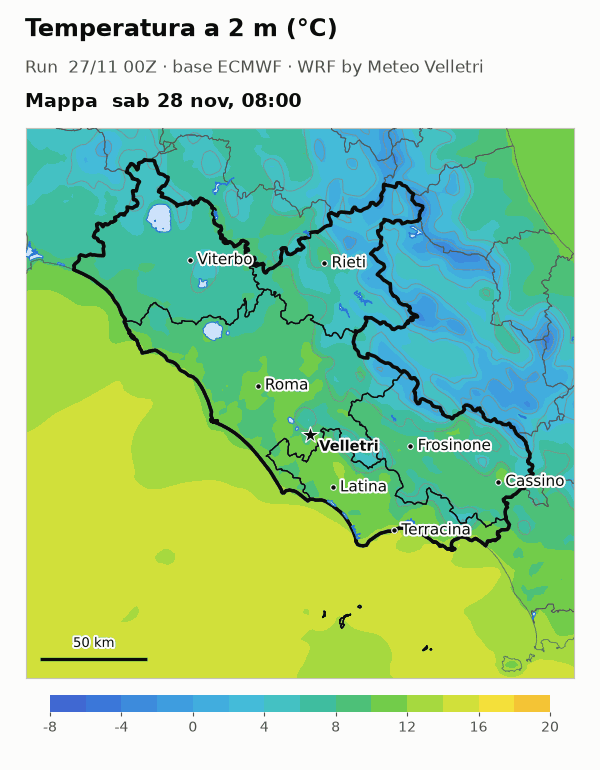 Temperatura a 2 m (°C)
Run  27/11 00Z · base ECMWF · WRF by Meteo Velletri
Mappa  sab 28 nov, 08:00
Viterbo
Rieti
Roma
Velletri
Frosinone
Cassino
Latina
Terracina
50 km
-8 -4 0 4 8 12 16 20